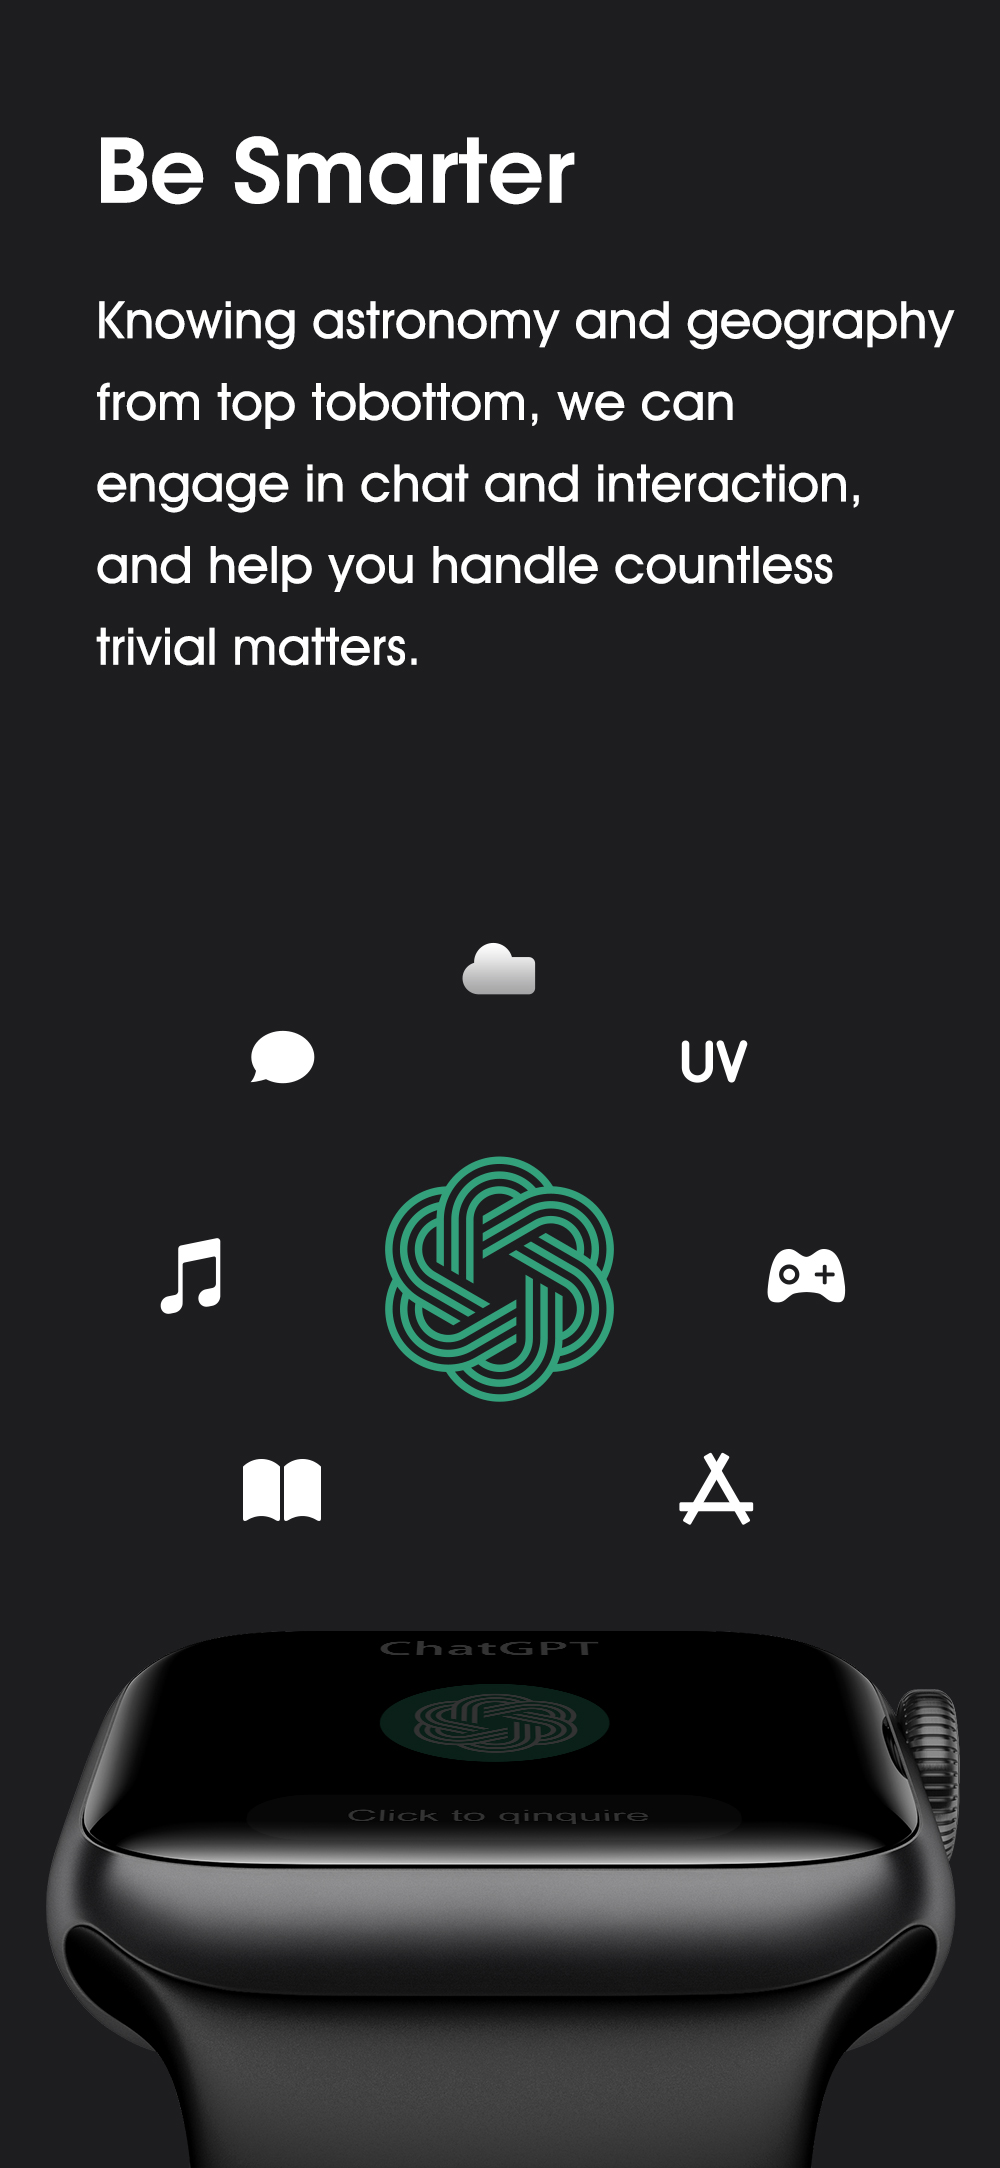 Be Smarter
Knowing astronomy and geography
from top tobottom, we can
engage in chat and interaction,
and help you handle countless
trivial matters.
UV
ChatGPT
Click to qinquire